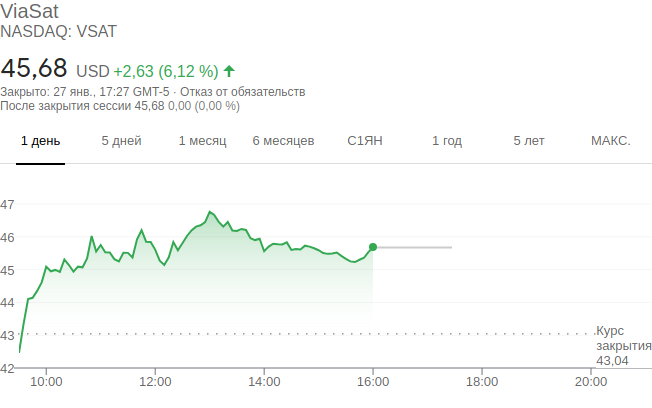 ViaSat
NASDAQ: VSAT
45,68 USD +2,63 (6,12 %)
Закрыто: 27 янв., 17:27 GMT-5 · Отказ от обязательств
После закрытия сессии 45,68 0,00 (0,00 %)
1 день 5 дней 1 месяц 6 месяцев С1ЯН 1 год 5 лет МАКС.
47
46
45
44
43
42
Курс
закрытия
43,04
10:00 12:00 14:00 16:00 18:00 20:00